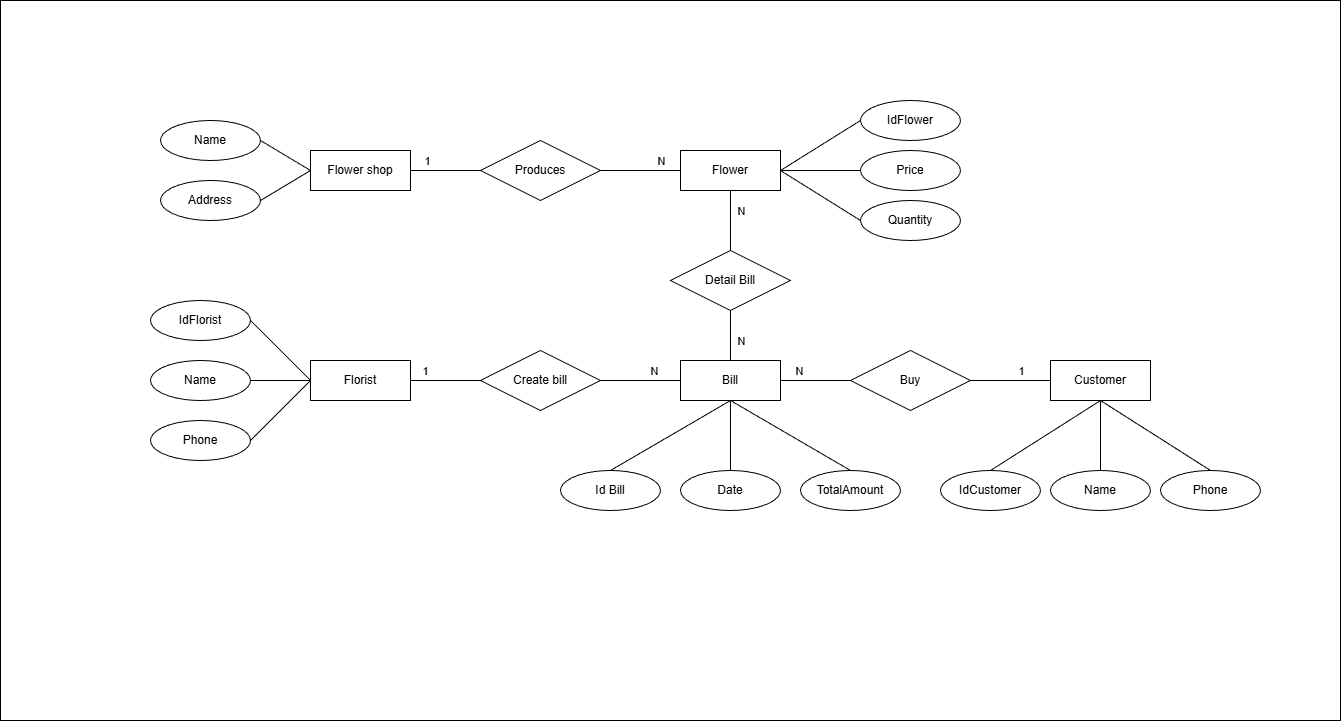 IdFlower
Name
1
N
Flower shop
Produces
Flower
Price
Address
Quantity
N
Detail Bill
IdFlorist
N
1
N
N
1
Name
Florist
Create bill
Bill
Buy
Customer
Phone
Id Bill
Date
TotalAmount
IdCustomer
Name
Phone